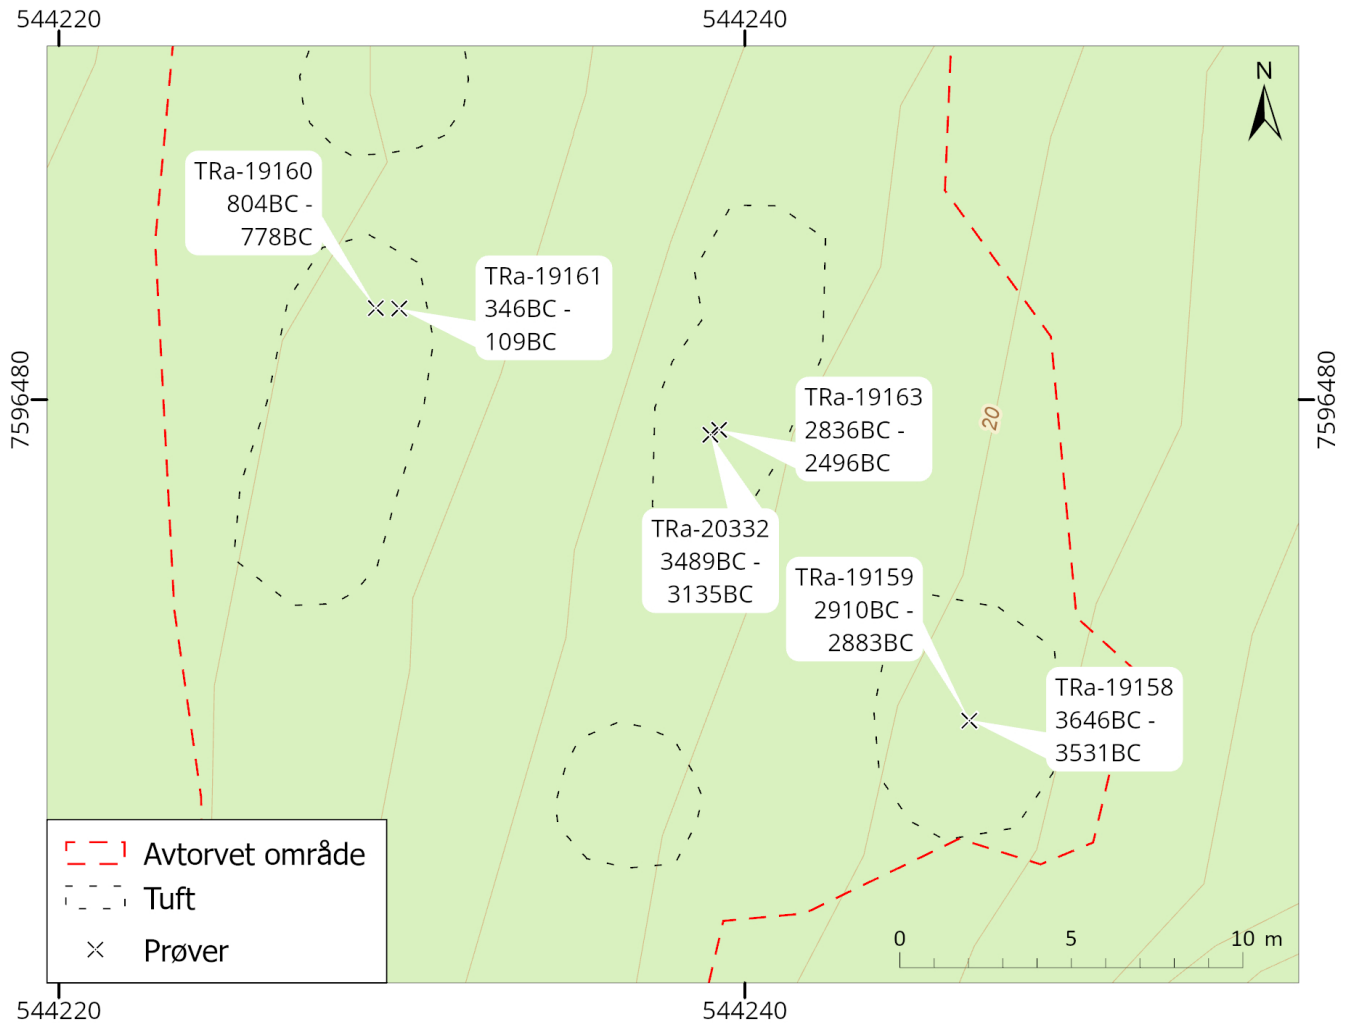 544220
544240
N
TRa-19160
804BC -
778BC
TRa-19161
346BC -
109BC
7596480
7596480
TRa-19163
2836BC -
2496BC
20
TRa-20332
3489BC -
3135BC
TRa-19159
2910BC -
2883BC
TRa-19158
3646BC -
3531BC
Avtorvet område
Tuft
Prøver
0 5 10 m
544220
544240